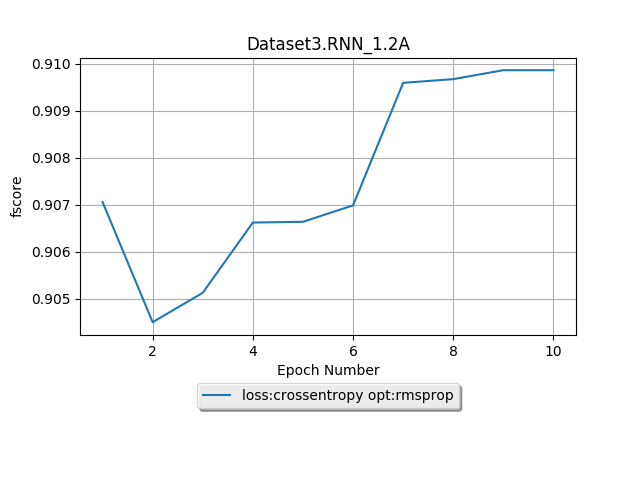 Dataset3.RNN_1.2A
0.910
0.909
0.908
0.907
0.906
0.905
fscore
2
4
6
8
10
Epoch Number
loss:crossentropy opt:rmsprop